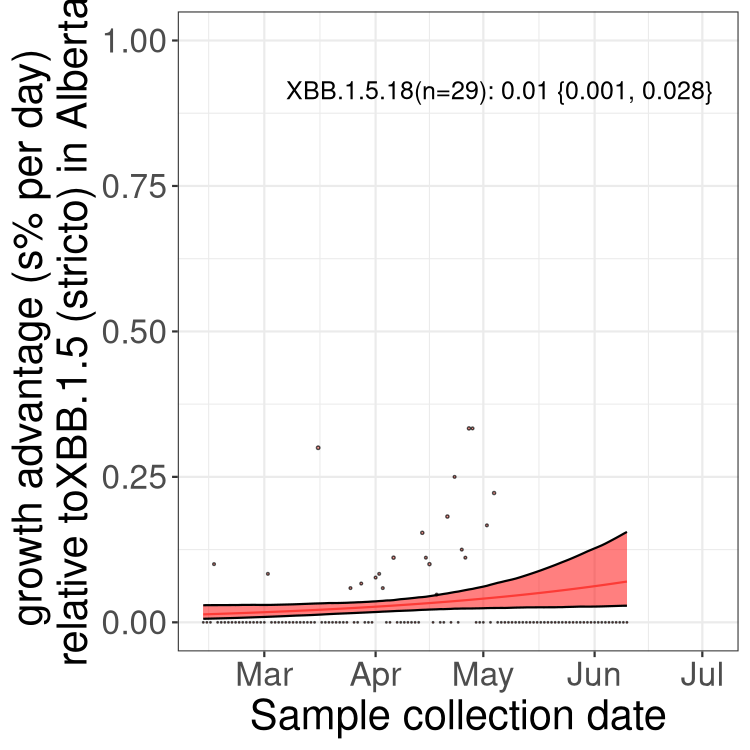 growth advantage (s% per day)
relative toXBB.1.5 (stricto) in Alberta
1.00
0.75
0.50
0.25
0.00
XBB.1.5.18(n=29): 0.01 {0.001, 0.028}
Mar Apr May Jun Jul
Sample collection date